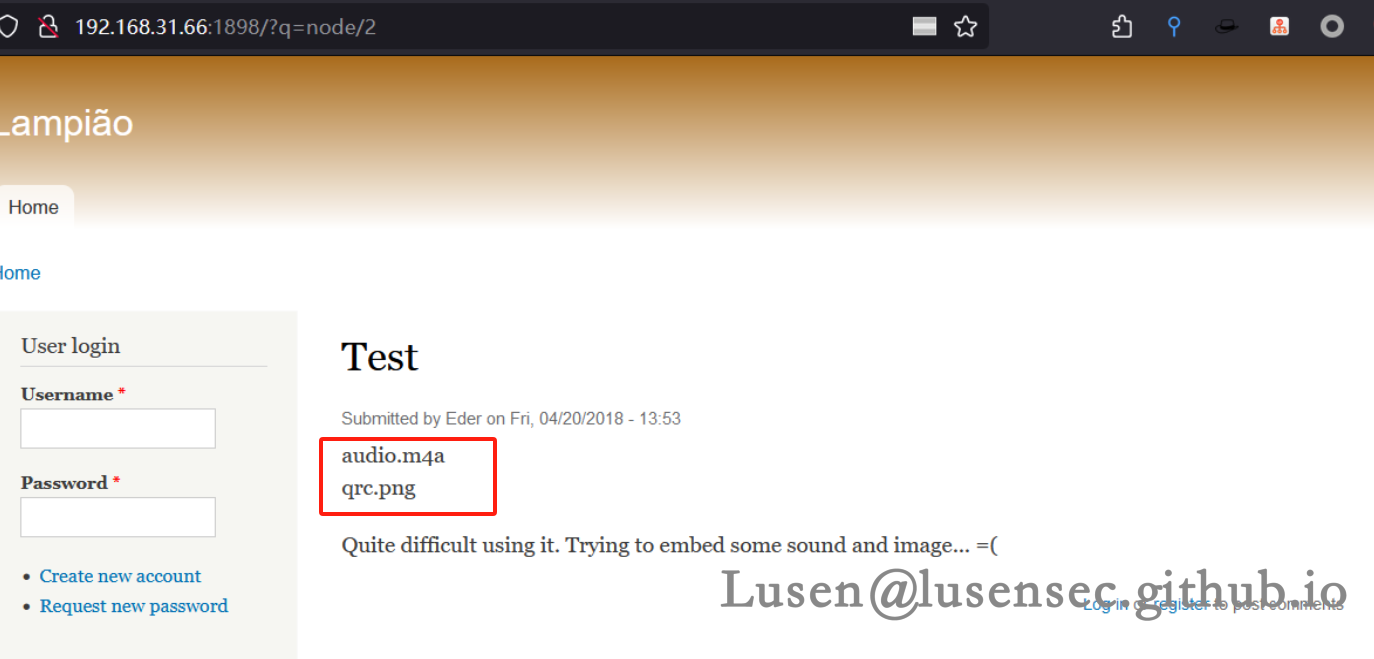 192.168.31.66:1898/?q=node/2
Lampião
Home
Home
User login
Username *
Password *
Create new account
Request new password
Test
Submitted by Eder on Fri, 04/20/2018 - 13:53
audio.m4a
qrc.png
Quite difficult using it. Trying to embed some sound and image... =(
Lusen@lusensec.github.io
Log in or register to post comments